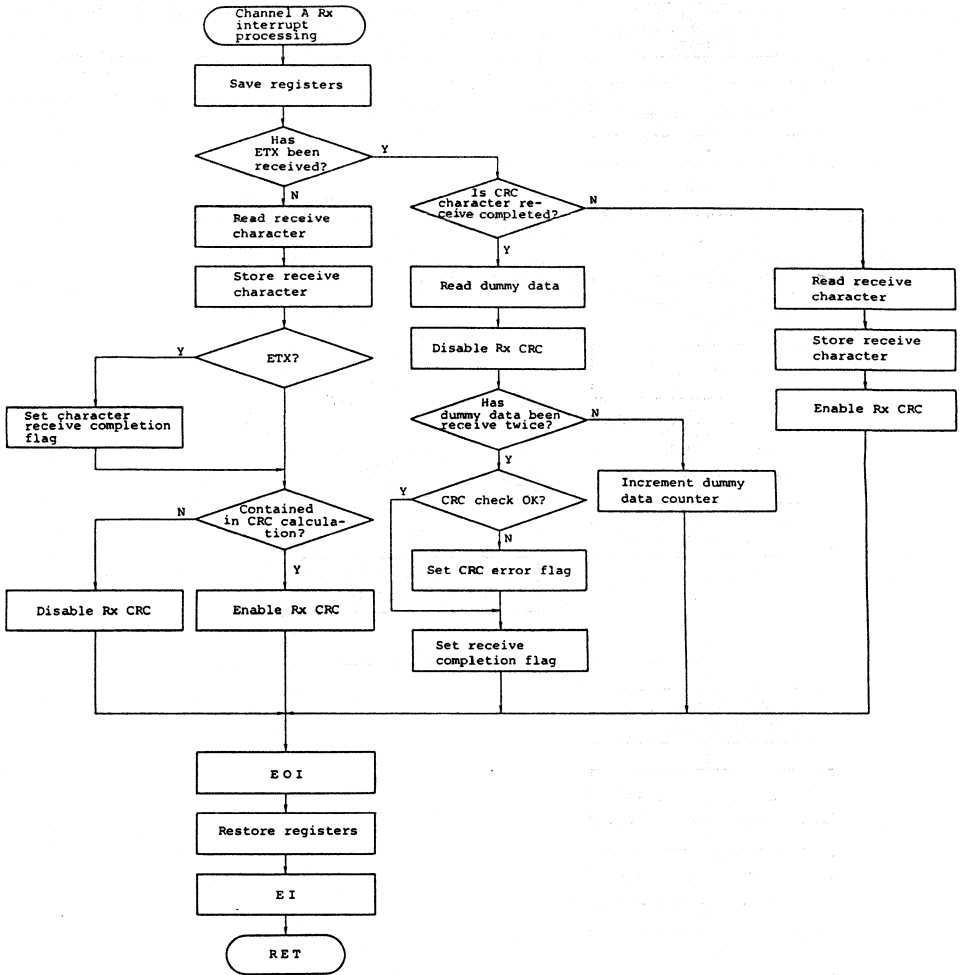 Channel A Rx
interrupt
processing
Save registers
Has
ETX been
received?
Y
N
Read receive
character
Store receive
character
ETX?
Y
Set character
receive completion
flag
Contained
in CRC calcula-
tion?
N
Y
Disable Rx CRC
Enable Rx CRC
Is CRC
character re-
ceive completed?
N
Y
Read dummy data
Disable Rx CRC
Has
dummy data been
receive twice?
N
Y
CRC check OK?
Y
N
Set CRC error flag
Set receive
completion flag
Increment dummy
data counter
Read receive
character
Store receive
character
Enable Rx CRC
EOI
Restore registers
EI
RET